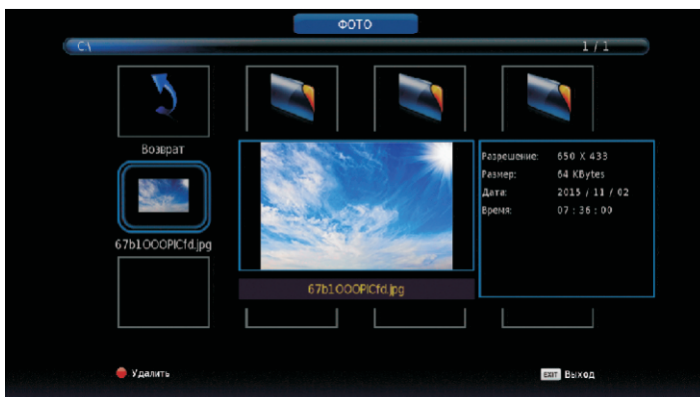 ФОТО
C:\ 1 / 1
Возврат
67b1OOOPICfd.jpg
67b1OOOPICfd.jpg
Разрешение: 650 X 433
Размер: 64 KBytes
Дата: 2015 / 11 / 02
Время: 07 : 36 : 00
Удалить
EXIT Выход